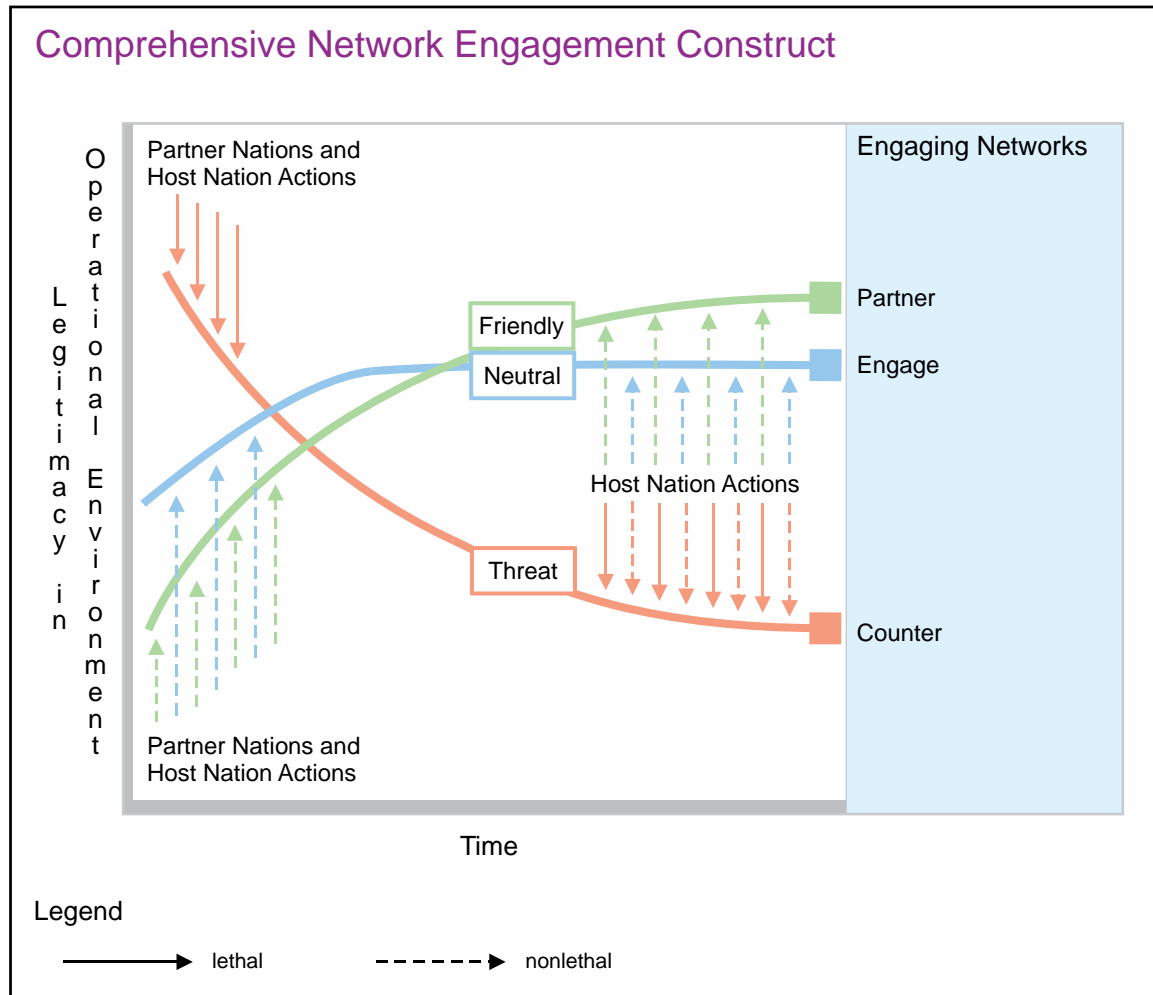 Comprehensive Network Engagement Construct
Legitimacy in
Operational Environment
Partner Nations and
Host Nation Actions
Engaging Networks
Friendly
Partner
Neutral
Engage
Host Nation Actions
Threat
Counter
Partner Nations and
Host Nation Actions
Time
Legend
lethal
nonlethal